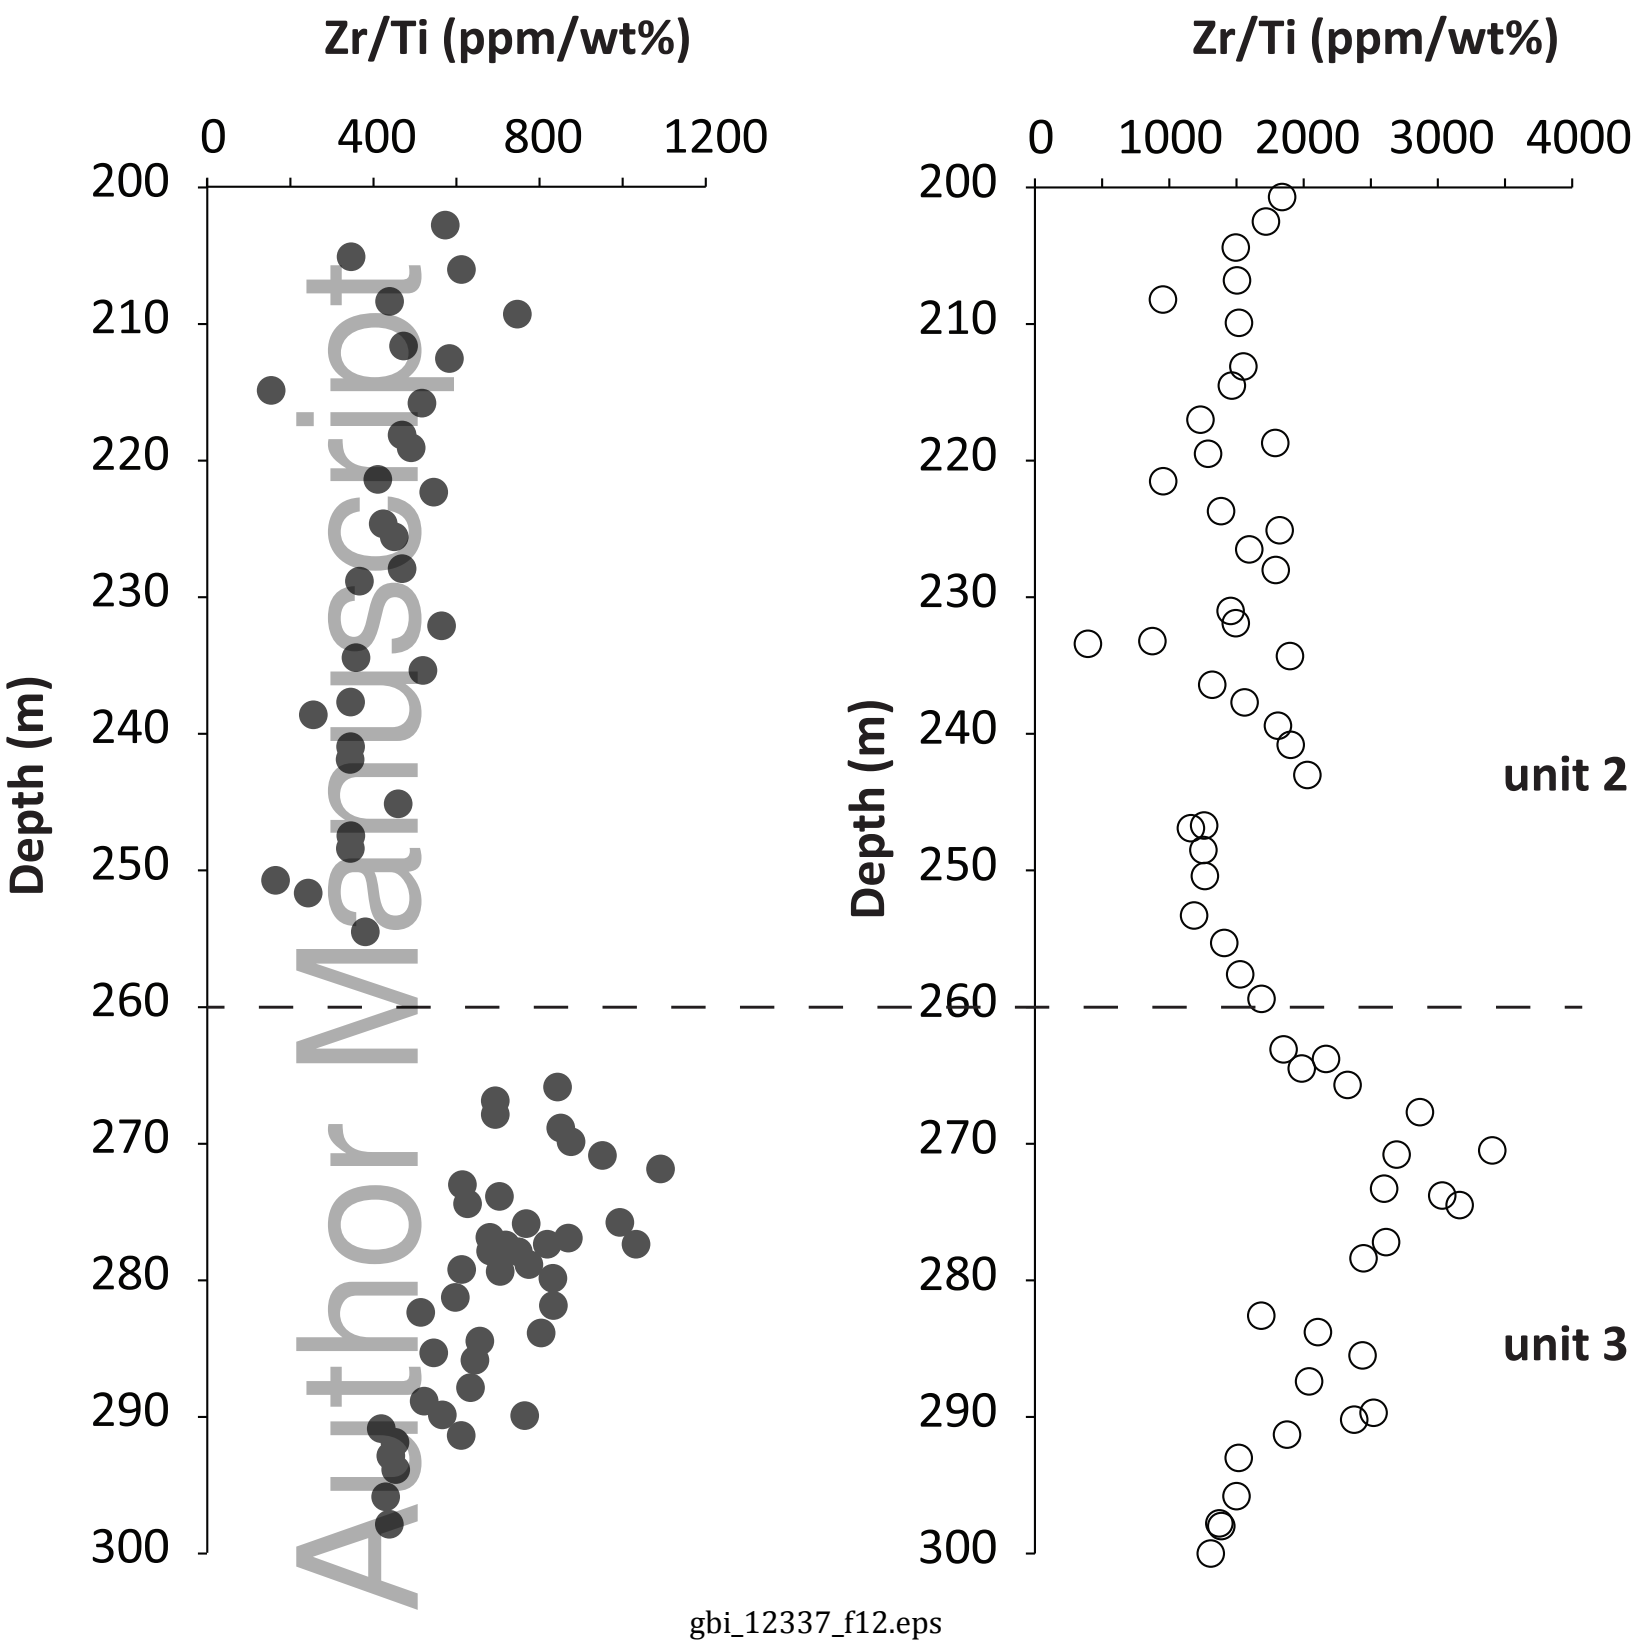 Zr/Ti (ppm/wt%)
0 400 800 1200
200
210
220
230
240
250
260
270
280
290
300
Depth (m)
Author Manuscript
Zr/Ti (ppm/wt%)
0 1000 2000 3000 4000
200
210
220
230
240
250
260
270
280
290
300
Depth (m)
unit 2
unit 3
gbi_12337_f12.eps